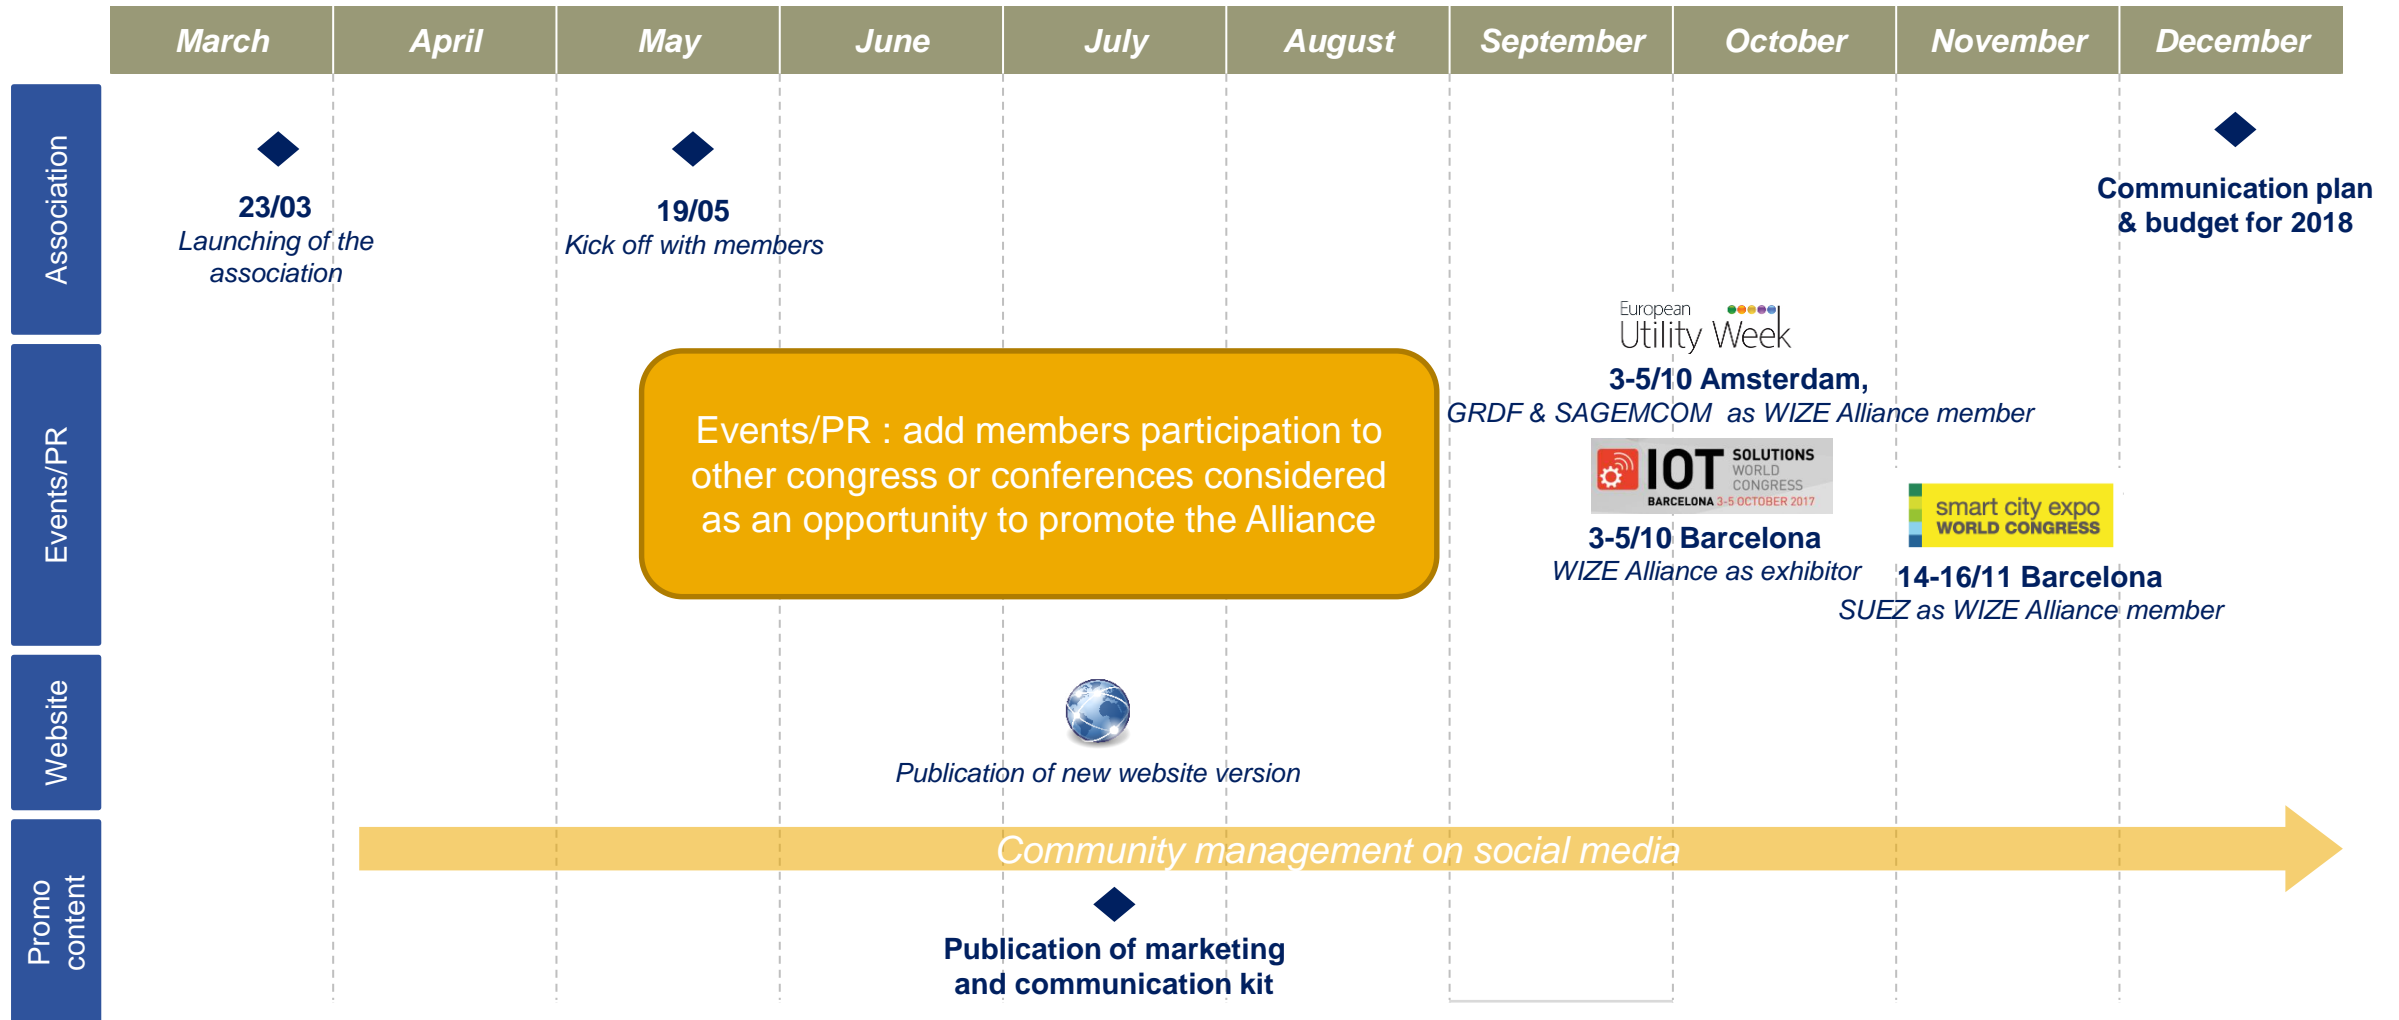 March April May June July August September October November December
Association
23/03
Launching of the
association
19/05
Kick off with members
Communication plan
& budget for 2018
Events/PR
Events/PR : add members participation to
other congress or conferences considered
as an opportunity to promote the Alliance
European
Utility Week
3-5/10 Amsterdam,
GRDF & SAGEMCOM as WIZE Alliance member
IOT SOLUTIONS
WORLD
CONGRESS
BARCELONA 3-5 OCTOBER 2017
3-5/10 Barcelona
WIZE Alliance as exhibitor
smart city expo
WORLD CONGRESS
14-16/11 Barcelona
SUEZ as WIZE Alliance member
Website
Publication of new website version
Promo
content
Community management on social media
Publication of marketing
and communication kit